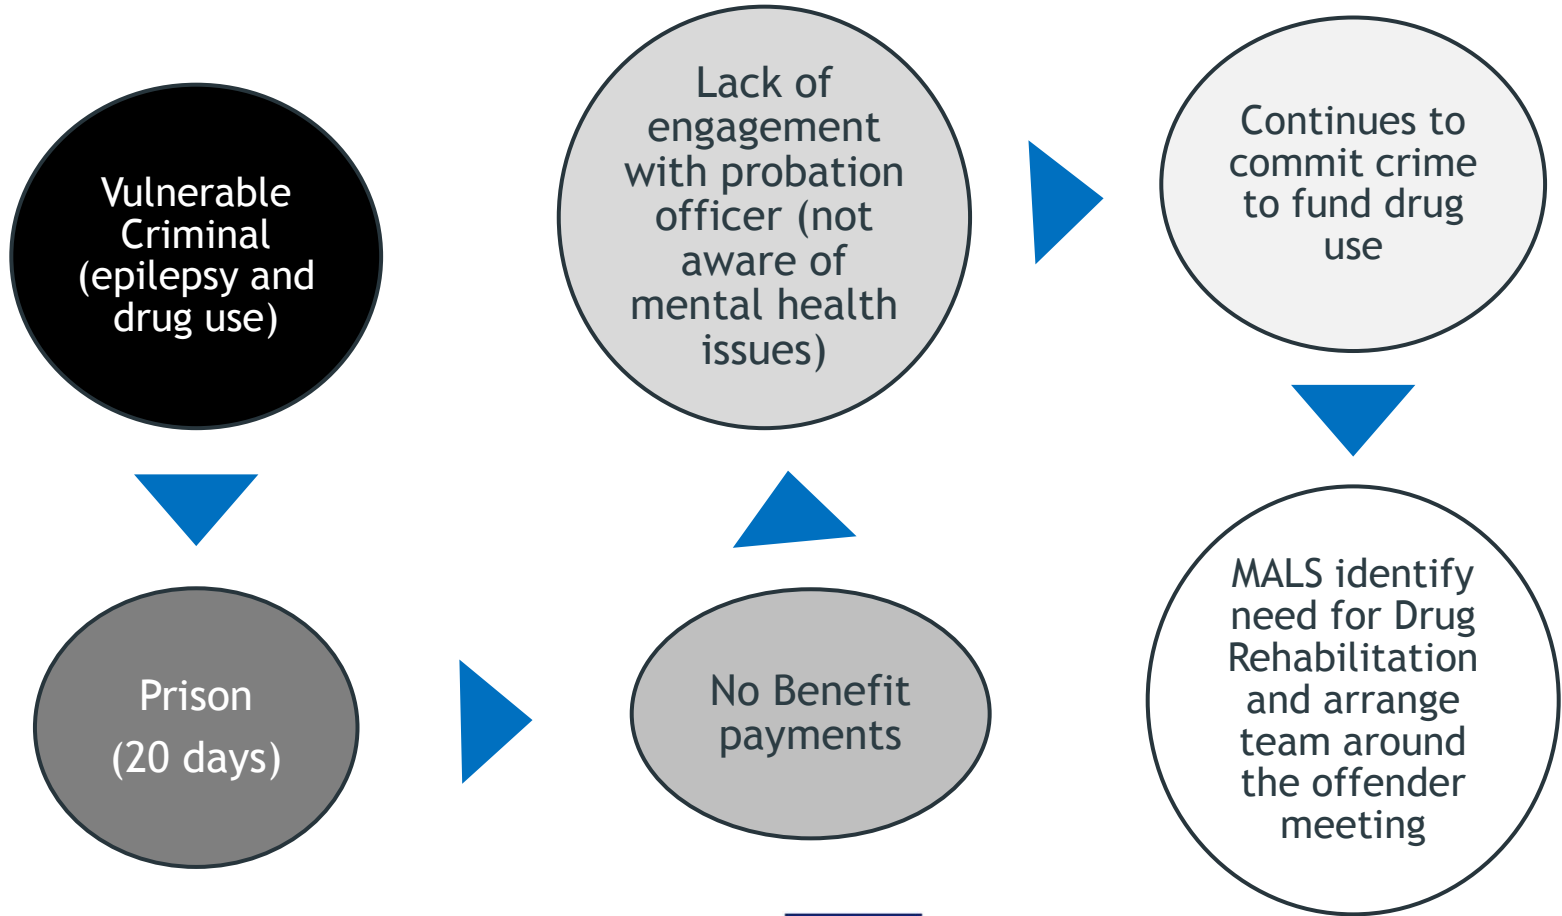 Vulnerable
Criminal
(epilepsy and
drug use)
Prison
(20 days)
No Benefit
payments
Lack of
engagement
with probation
officer (not
aware of
mental health
issues)
Continues to
commit crime
to fund drug
use
MALS identify
need for Drug
Rehabilitation
and arrange
team around
the offender
meeting